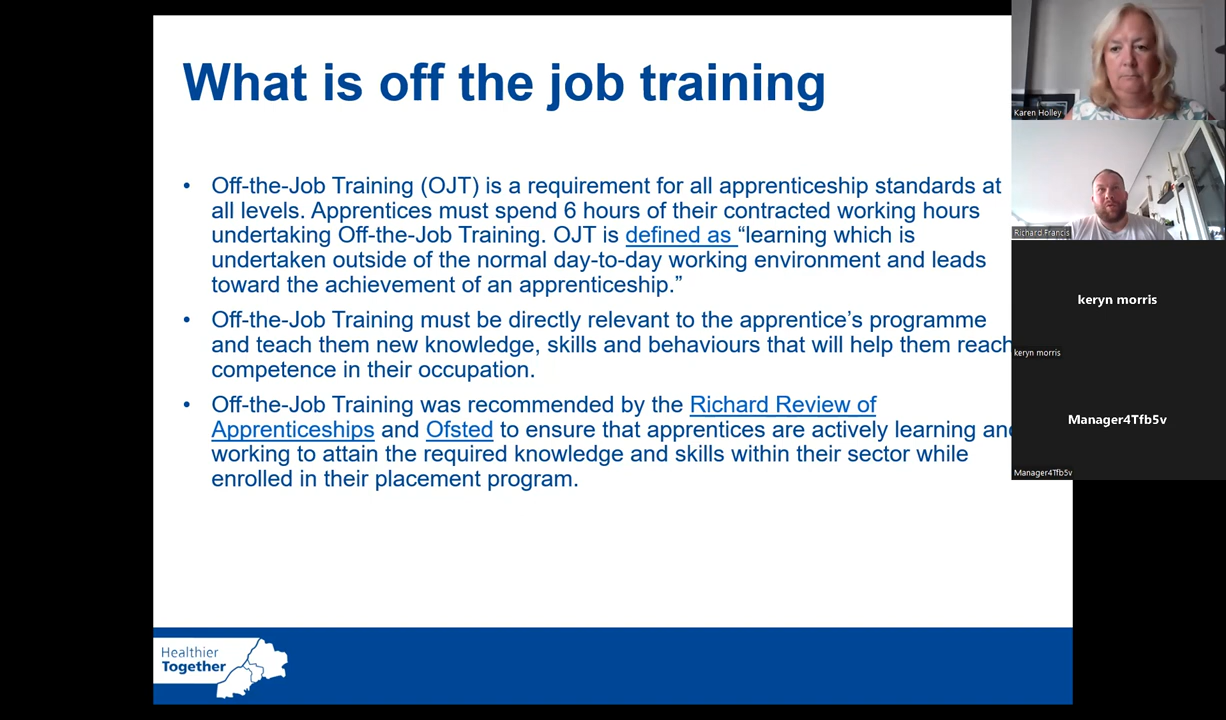 What is off the job training
• Off-the-Job Training (OJT) is a requirement for all apprenticeship standards at
all levels. Apprentices must spend 6 hours of their contracted working hours
undertaking Off-the-Job Training. OJT is defined as “learning which is
undertaken outside of the normal day-to-day working environment and leads
toward the achievement of an apprenticeship.”
• Off-the-Job Training must be directly relevant to the apprentice’s programme
and teach them new knowledge, skills and behaviours that will help them reach
competence in their occupation.
• Off-the-Job Training was recommended by the Richard Review of
Apprenticeships and Ofsted to ensure that apprentices are actively learning and
working to attain the required knowledge and skills within their sector while
enrolled in their placement program.
Healthier
Together
Karen Holley
Richard Francis
keryn morris
keryn morris
Manager4Tfb5v
Manager4Tfb5v